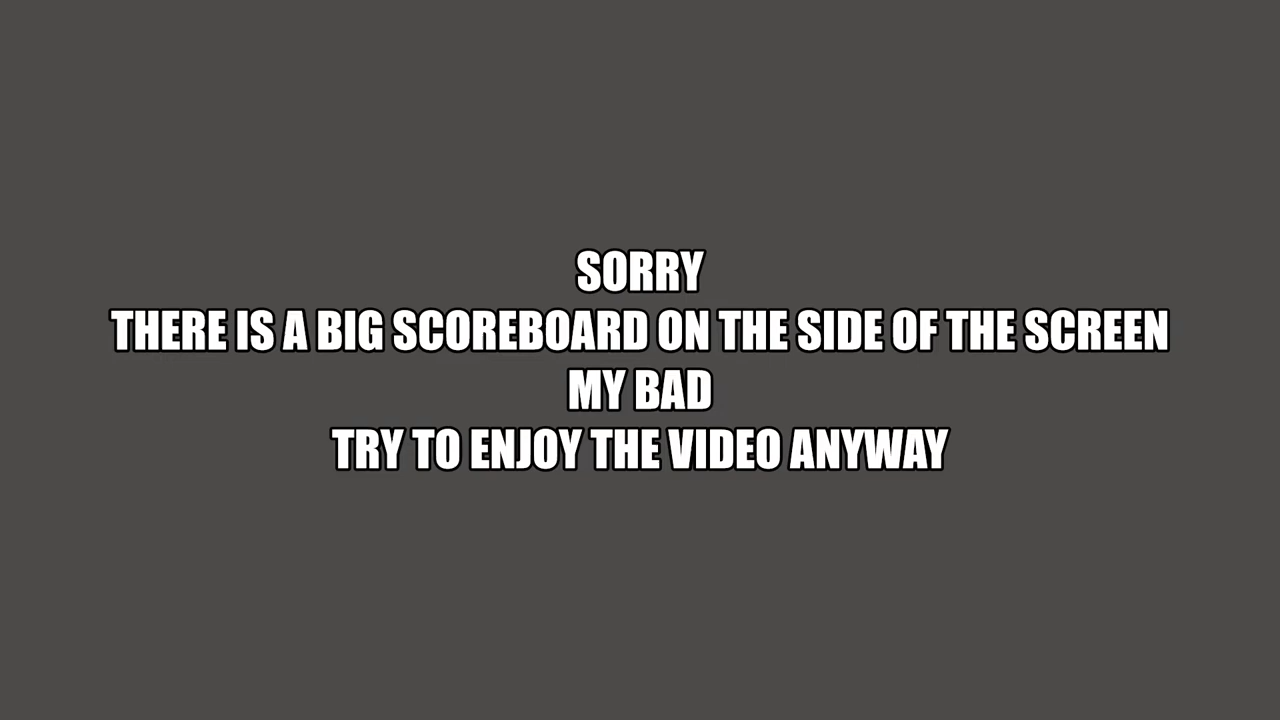 SORRY
THERE IS A BIG SCOREBOARD ON THE SIDE OF THE SCREEN
MY BAD
TRY TO ENJOY THE VIDEO ANYWAY